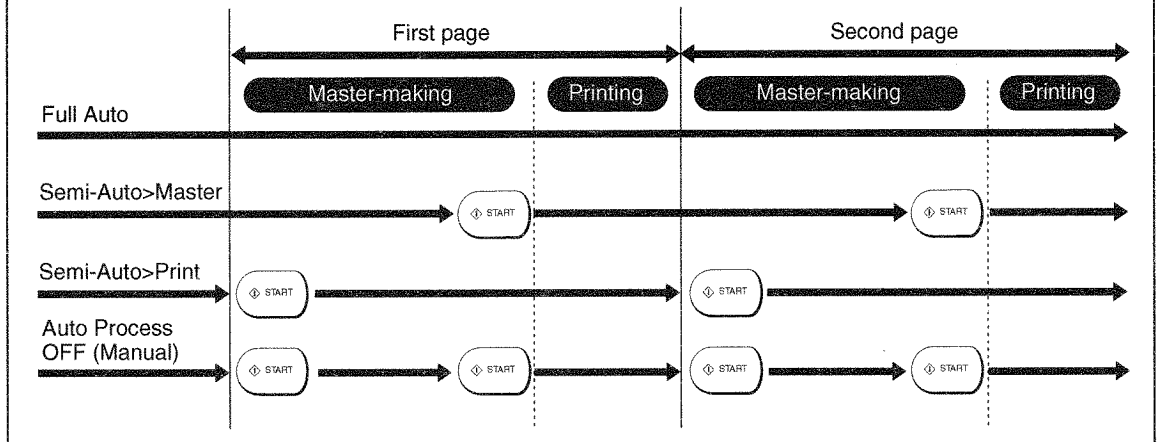 First page
Second page
Master-making
Printing
Master-making
Printing
Full Auto
Semi-Auto>Master
START
START
Semi-Auto>Print
START
START
Auto Process
OFF (Manual)
START
START
START
START